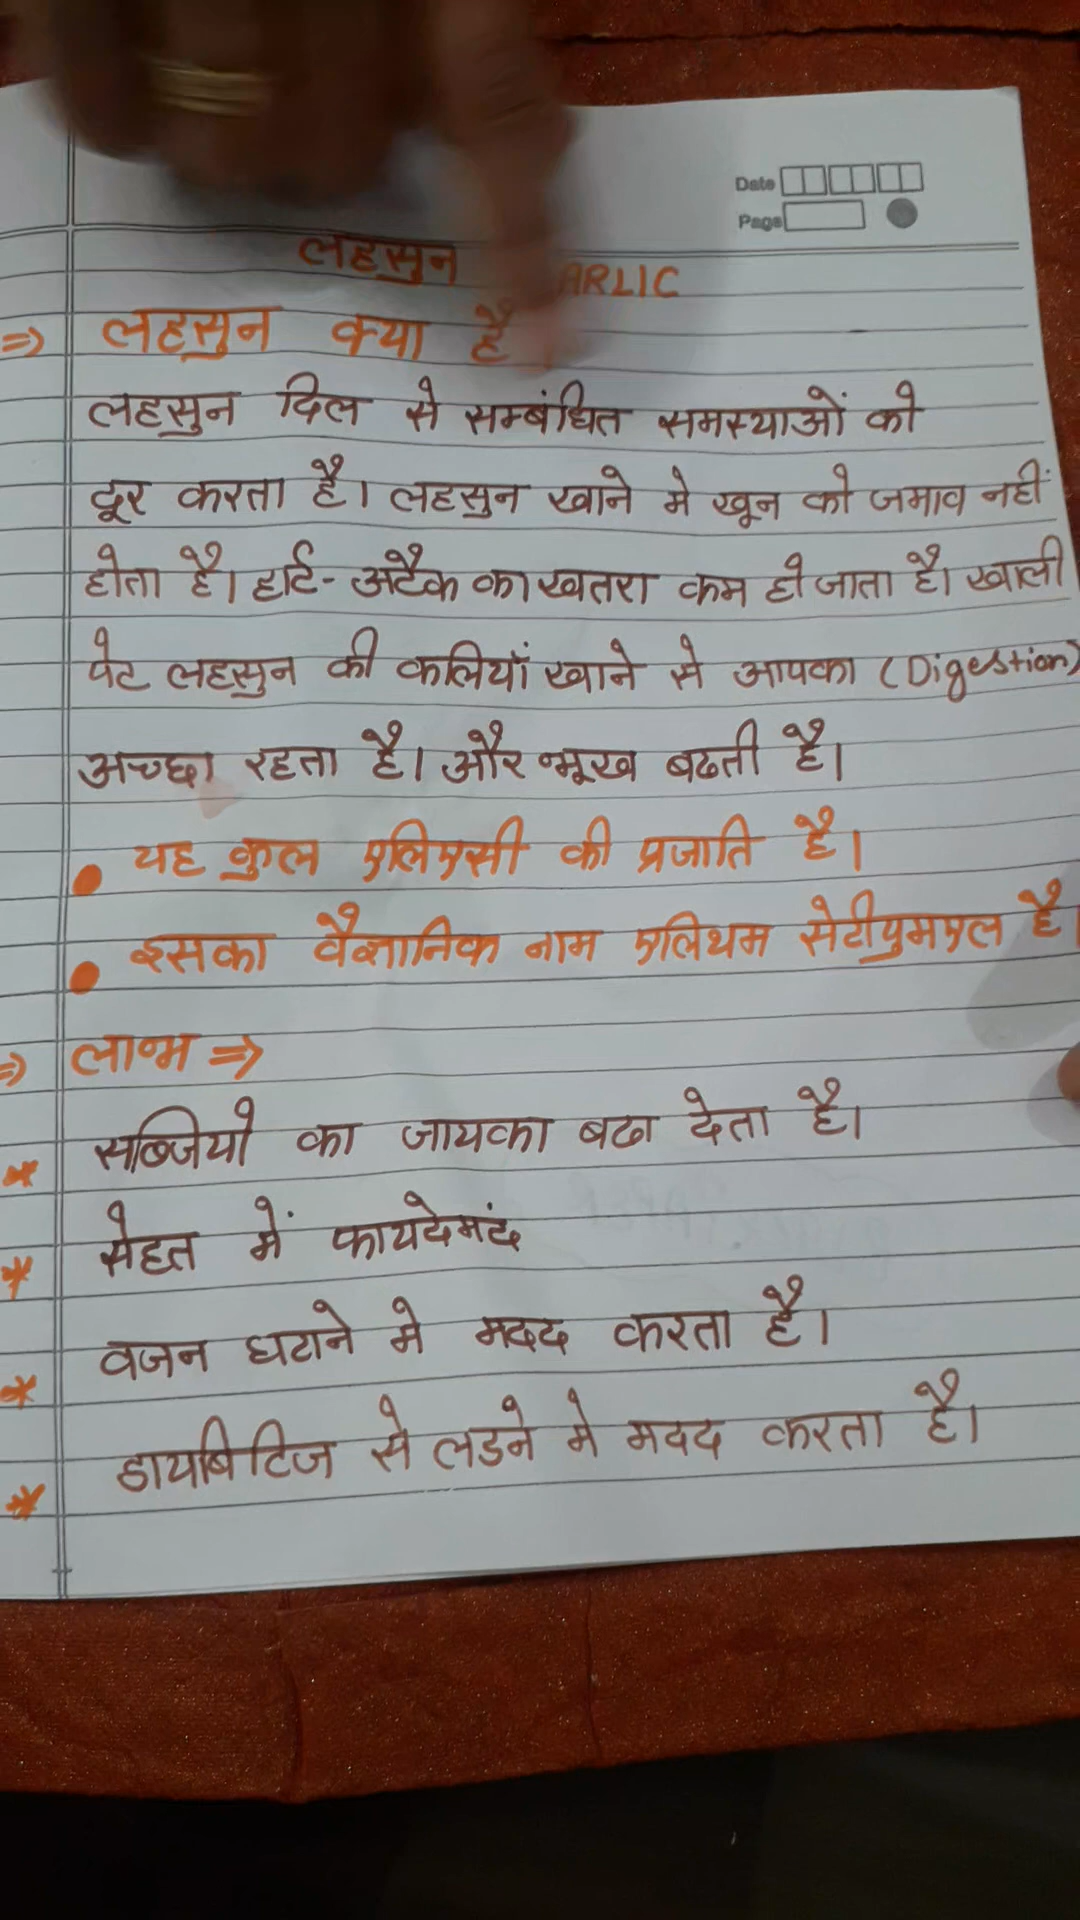 Date
Page
लहसुन ARLIC
⇒ लहसुन क्या है
लहसुन दिल से सम्बंधित समस्याओं को
दूर करता है। लहसुन खाने मे खून को जमाव नहीं
होता है। हार्ट-अटैक का खतरा कम हो जाता है। खाली
पेट लहसुन की कलियाँ खाने से आपका (Digestion)
अच्छा रहता है। और भूख बढती है।
• यह कुल एलिएसी की प्रजाति है।
• इसका वैज्ञानिक नाम एलियम सेटीयुमएल है।
⇒ लाभ ⇒
* सब्जियो का जायका बढा देता है।
* सेहत में फायदेमंद
* वजन घटाने मे मदद करता है।
* डायबिटिज से लडने मे मदद करता है।